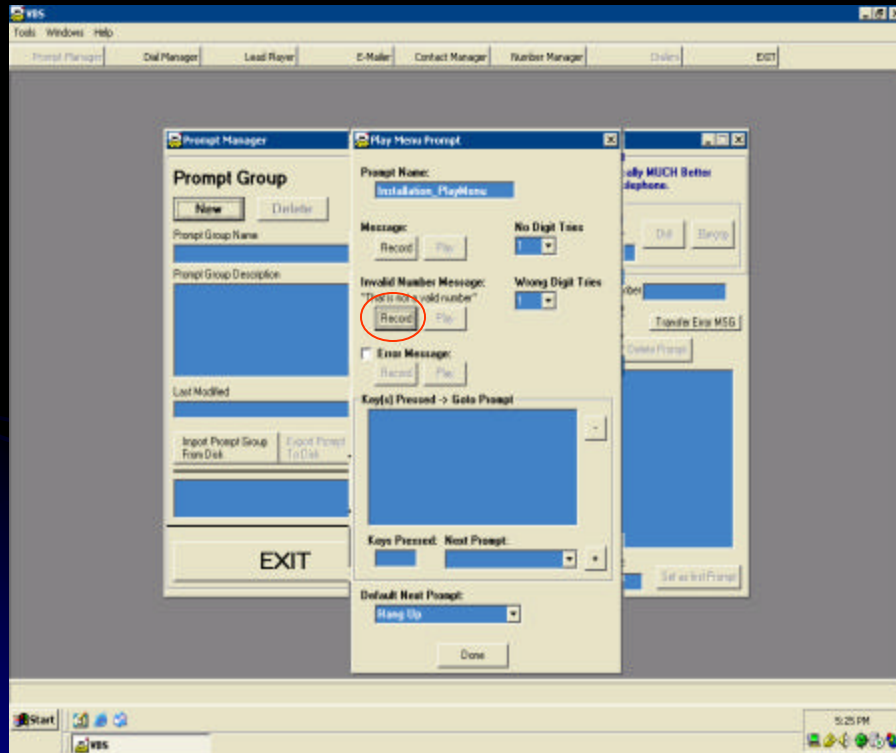 VBS
Tools Windows Help
Prompt Manager Dial Manager Lead Player E-Mailer Contact Manager Number Manager Dialers EXIT
Prompt Manager
Prompt Group
New Delete
Prompt Group Name
Prompt Group Description
Last Modified
Import Prompt Group From Disk
Export Prompt To Disk
EXIT
Play Menu Prompt
Prompt Name:
Installation_PlayMenu
Message: No Digit Tries
Record Play 1
Invalid Number Message: Wrong Digit Tries
"That is not a valid number" 1
Record Play
Error Message:
Record Play
Key(s) Pressed -> Goto Prompt
-
Keys Pressed: Next Prompt:
+
Default Next Prompt:
Hang Up
Done
ally MUCH Better
elephone.
Dial
Transfer Error MSG
Delete Prompt
Set as first Prompt
Start
5:25 PM
VBS